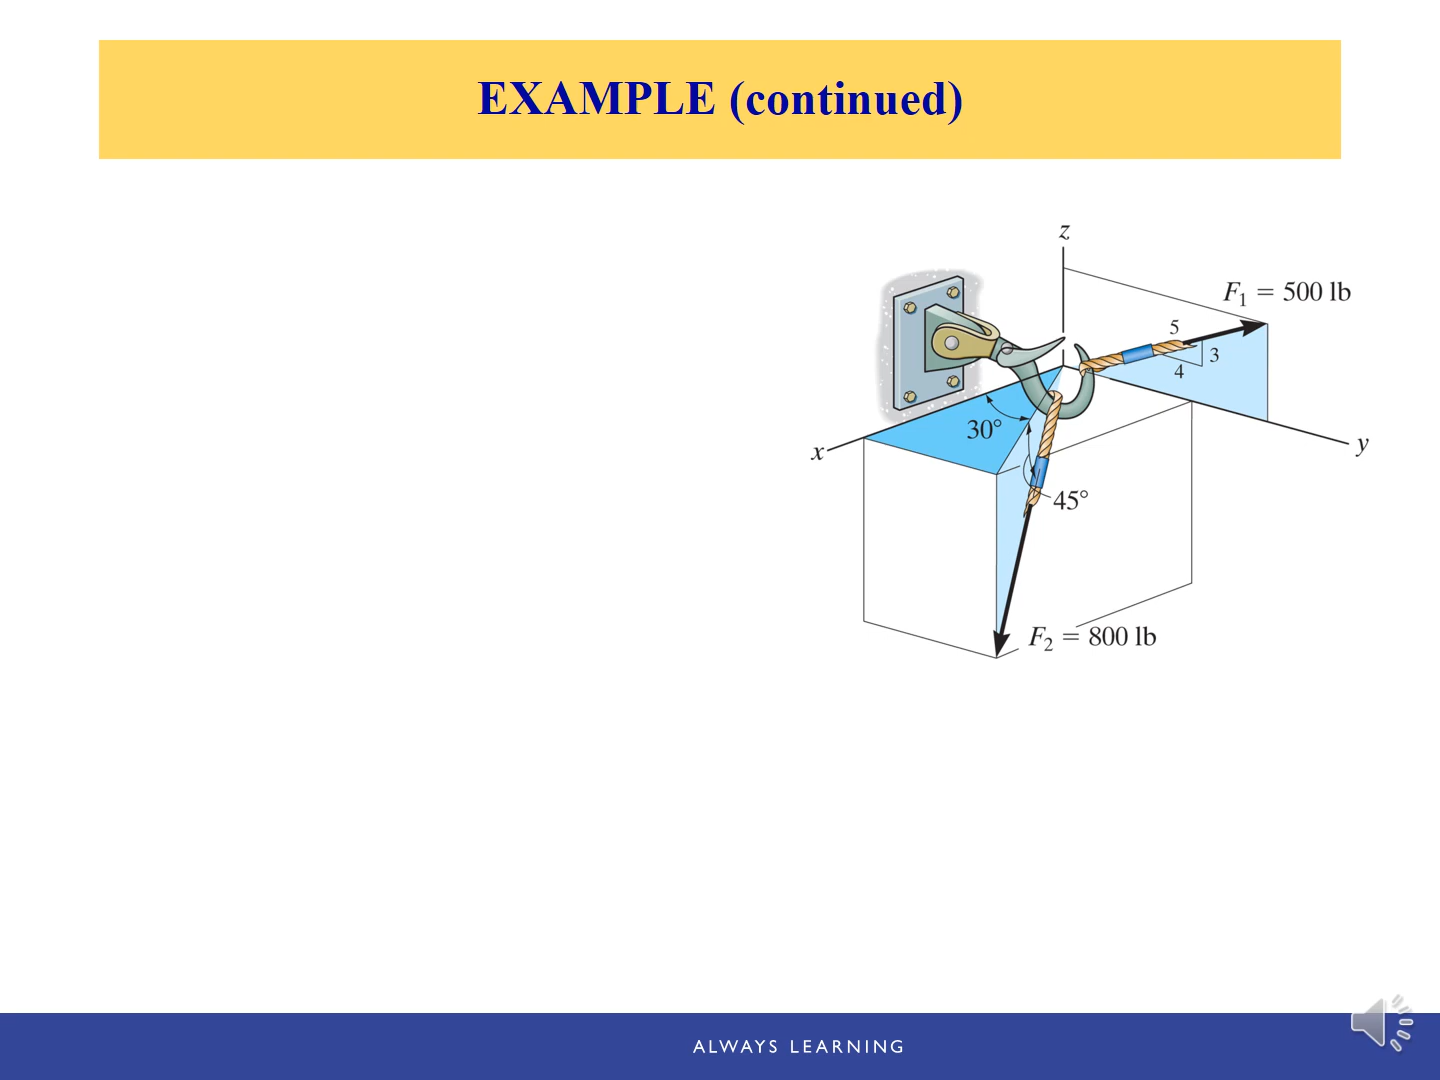 EXAMPLE (continued)
z
F₁ = 500 lb
5
3
4
30°
x
y
45°
F₂ = 800 lb
ALWAYS LEARNING